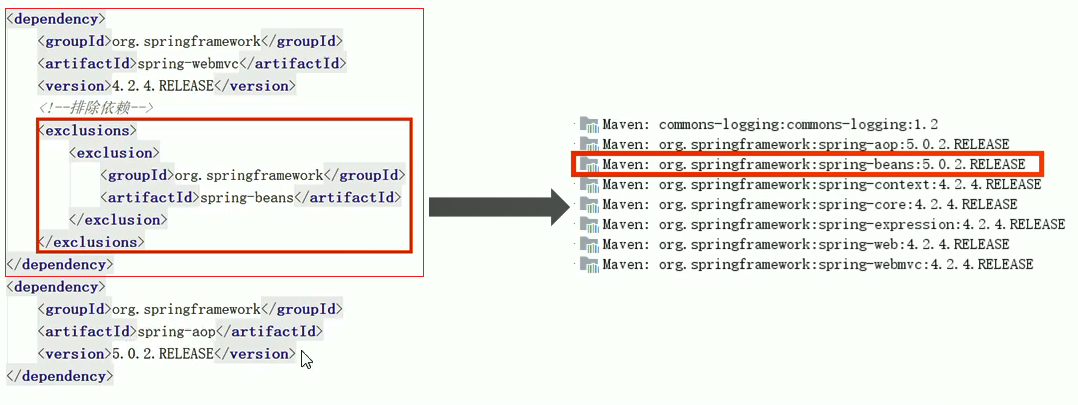 <dependency>
<groupId>org.springframework</groupId>
<artifactId>spring-webmvc</artifactId>
<version>4.2.4.RELEASE</version>
<!--排除依赖-->
<exclusions>
<exclusion>
<groupId>org.springframework</groupId>
<artifactId>spring-beans</artifactId>
</exclusion>
</exclusions>
</dependency>
<dependency>
<groupId>org.springframework</groupId>
<artifactId>spring-aop</artifactId>
<version>5.0.2.RELEASE</version>
</dependency>
Maven: commons-logging:commons-logging:1.2
Maven: org.springframework:spring-aop:5.0.2.RELEASE
Maven: org.springframework:spring-beans:5.0.2.RELEASE
Maven: org.springframework:spring-context:4.2.4.RELEASE
Maven: org.springframework:spring-core:4.2.4.RELEASE
Maven: org.springframework:spring-expression:4.2.4.RELEASE
Maven: org.springframework:spring-web:4.2.4.RELEASE
Maven: org.springframework:spring-webmvc:4.2.4.RELEASE